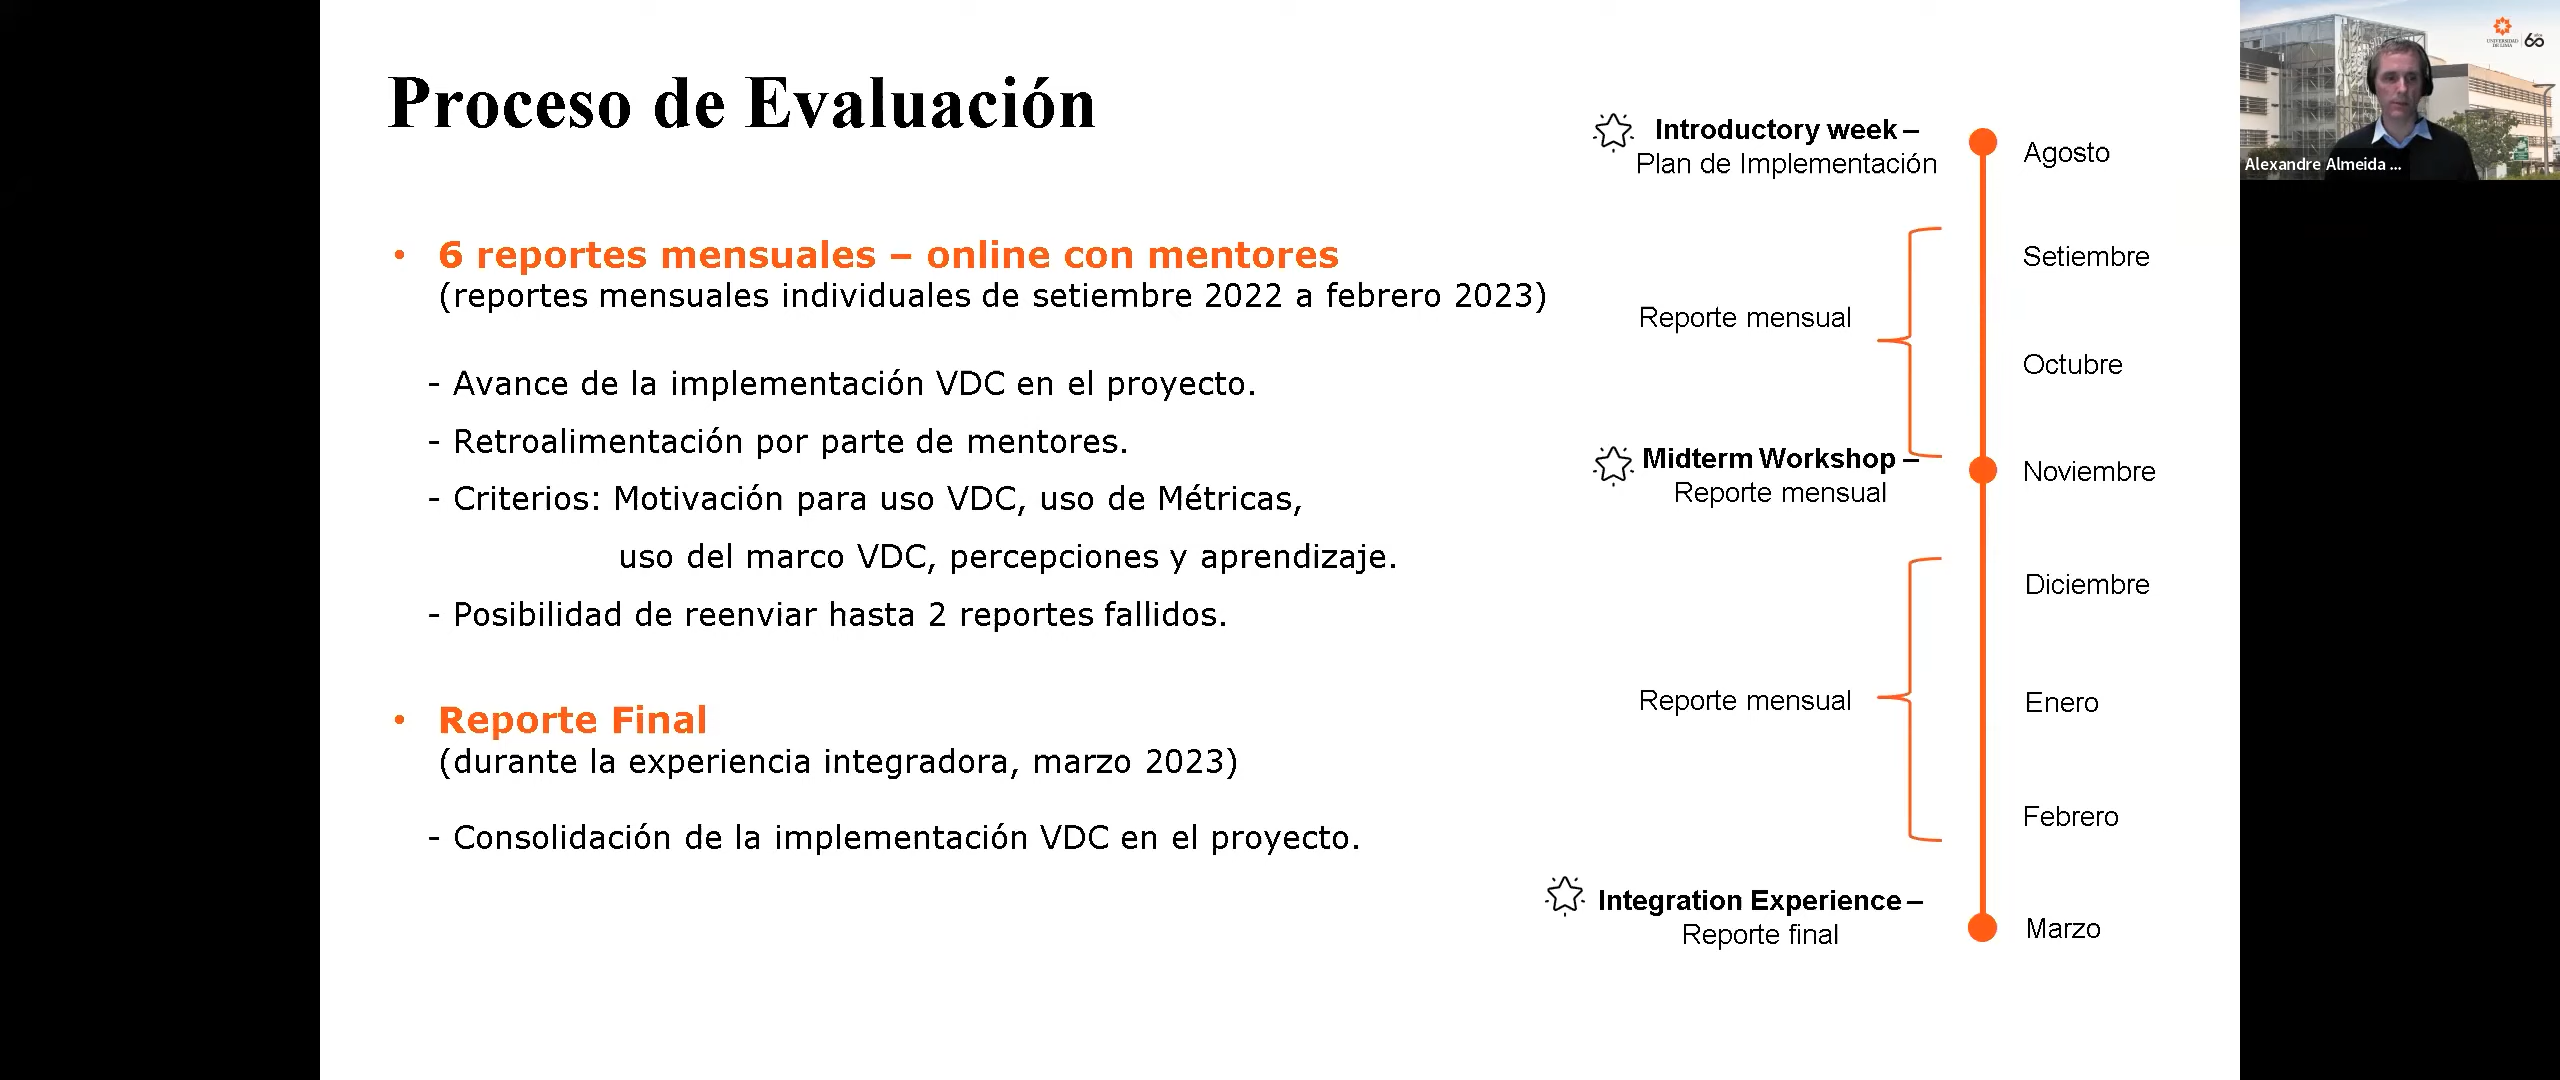 Proceso de Evaluación
• 6 reportes mensuales – online con mentores
(reportes mensuales individuales de setiembre 2022 a febrero 2023)
- Avance de la implementación VDC en el proyecto.
- Retroalimentación por parte de mentores.
- Criterios: Motivación para uso VDC, uso de Métricas,
uso del marco VDC, percepciones y aprendizaje.
- Posibilidad de reenviar hasta 2 reportes fallidos.
• Reporte Final
(durante la experiencia integradora, marzo 2023)
- Consolidación de la implementación VDC en el proyecto.
Introductory week –
Plan de Implementación
Agosto
Setiembre
Reporte mensual
Octubre
Midterm Workshop –
Reporte mensual
Noviembre
Diciembre
Reporte mensual
Enero
Febrero
Integration Experience –
Reporte final
Marzo
UNIVERSIDAD
DE LIMA
60
Alexandre Almeida ...